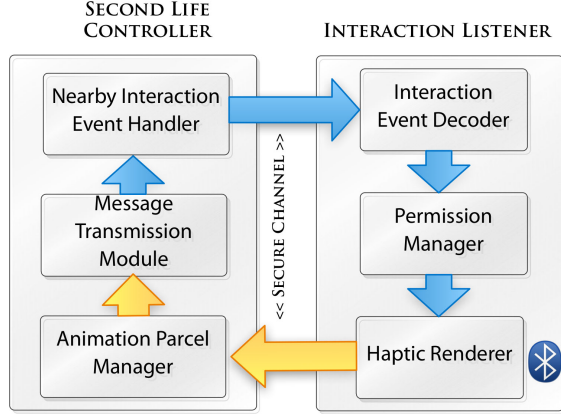 SECOND LIFE
CONTROLLER
INTERACTION LISTENER
Nearby Interaction
Event Handler
Message
Transmission
Module
Animation Parcel
Manager
<< SECURE CHANNEL >>
Interaction
Event Decoder
Permission
Manager
Haptic Renderer